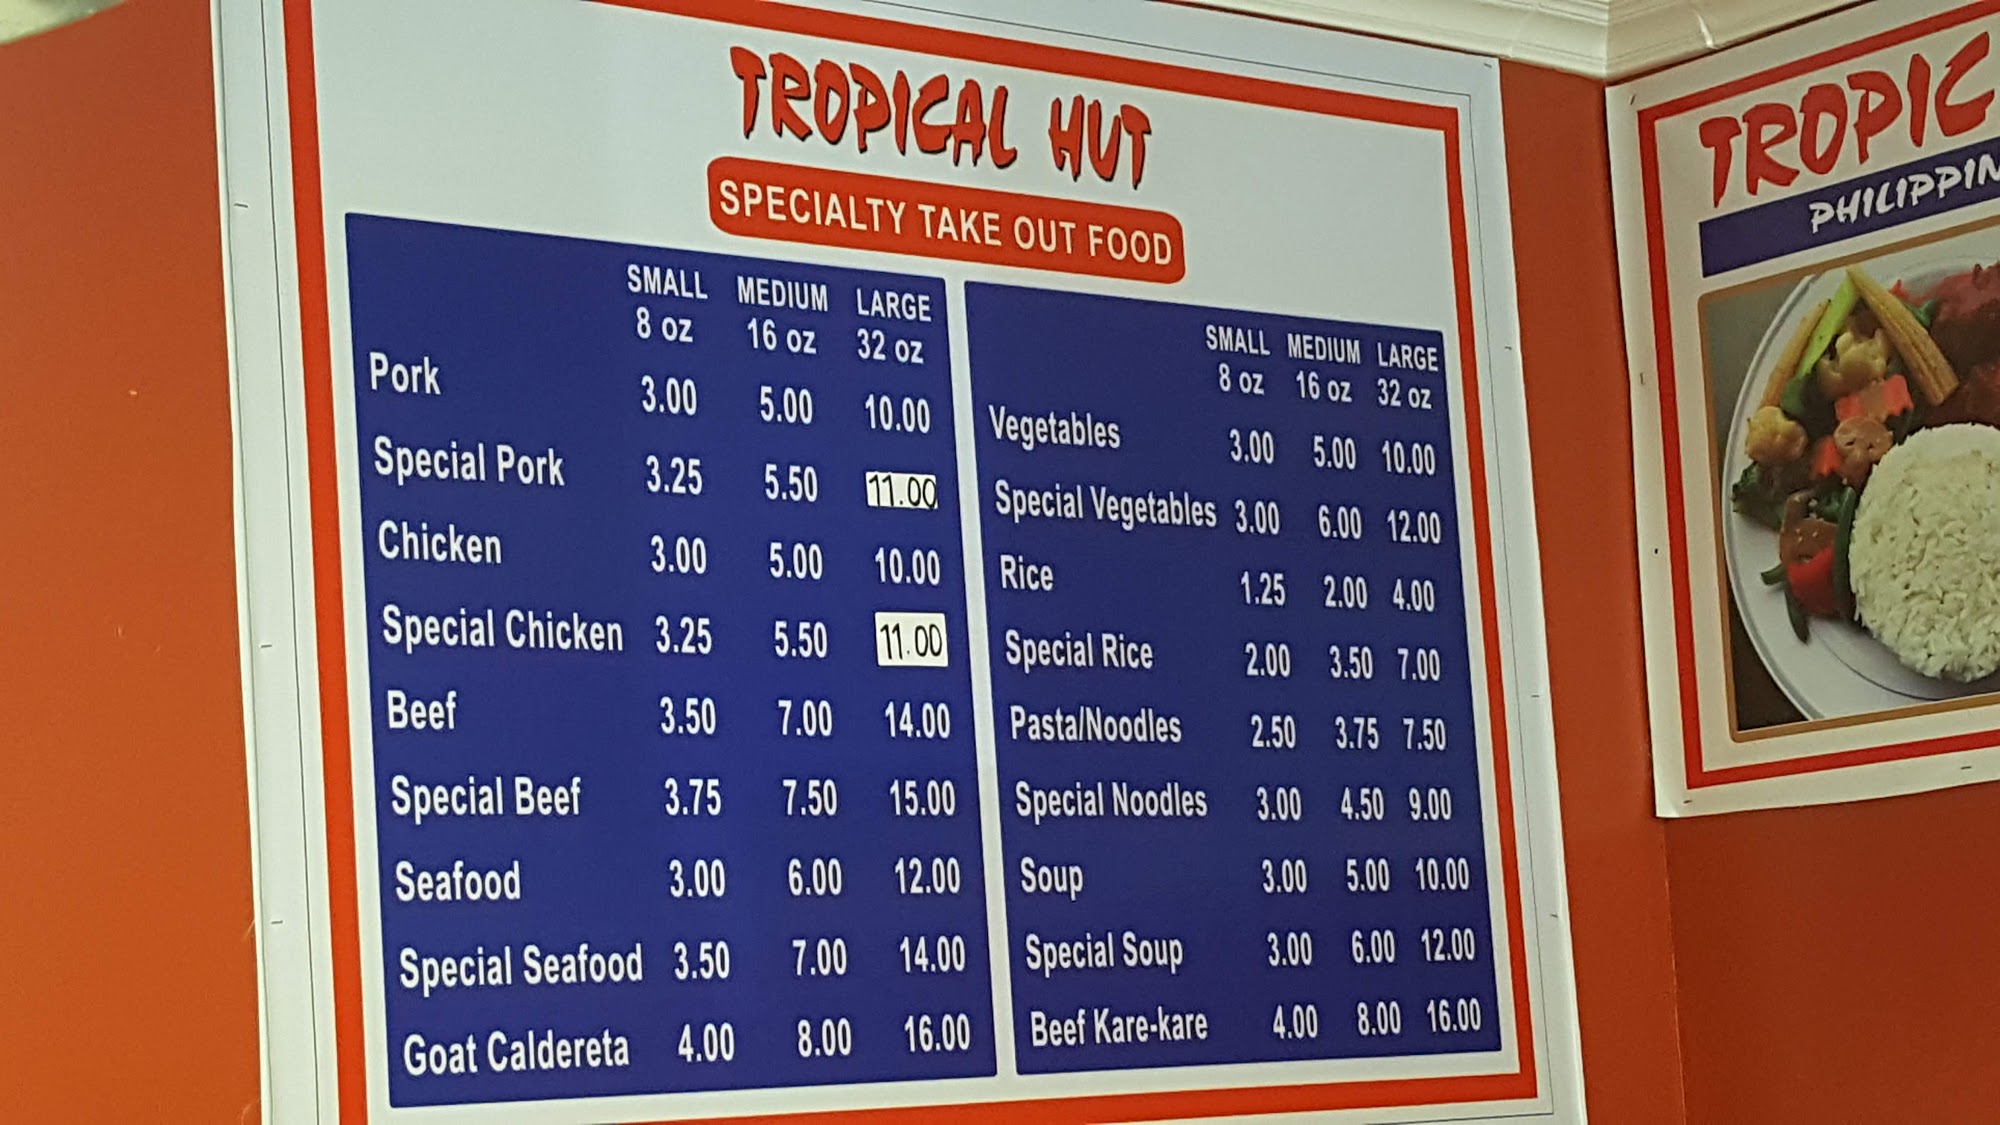 TROPICAL HUT
SPECIALTY TAKE OUT FOOD
SMALL MEDIUM LARGE
8 oz 16 oz 32 oz
Pork 3.00 5.00 10.00
Special Pork 3.25 5.50 11.00
Chicken 3.00 5.00 10.00
Special Chicken 3.25 5.50 11.00
Beef 3.50 7.00 14.00
Special Beef 3.75 7.50 15.00
Seafood 3.00 6.00 12.00
Special Seafood 3.50 7.00 14.00
Goat Caldereta 4.00 8.00 16.00
SMALL MEDIUM LARGE
8 oz 16 oz 32 oz
Vegetables 3.00 5.00 10.00
Special Vegetables 3.00 6.00 12.00
Rice 1.25 2.00 4.00
Special Rice 2.00 3.50 7.00
Pasta/Noodles 2.50 3.75 7.50
Special Noodles 3.00 4.50 9.00
Soup 3.00 5.00 10.00
Special Soup 3.00 6.00 12.00
Beef Kare-kare 4.00 8.00 16.00
TROPIC
PHILIPPIN